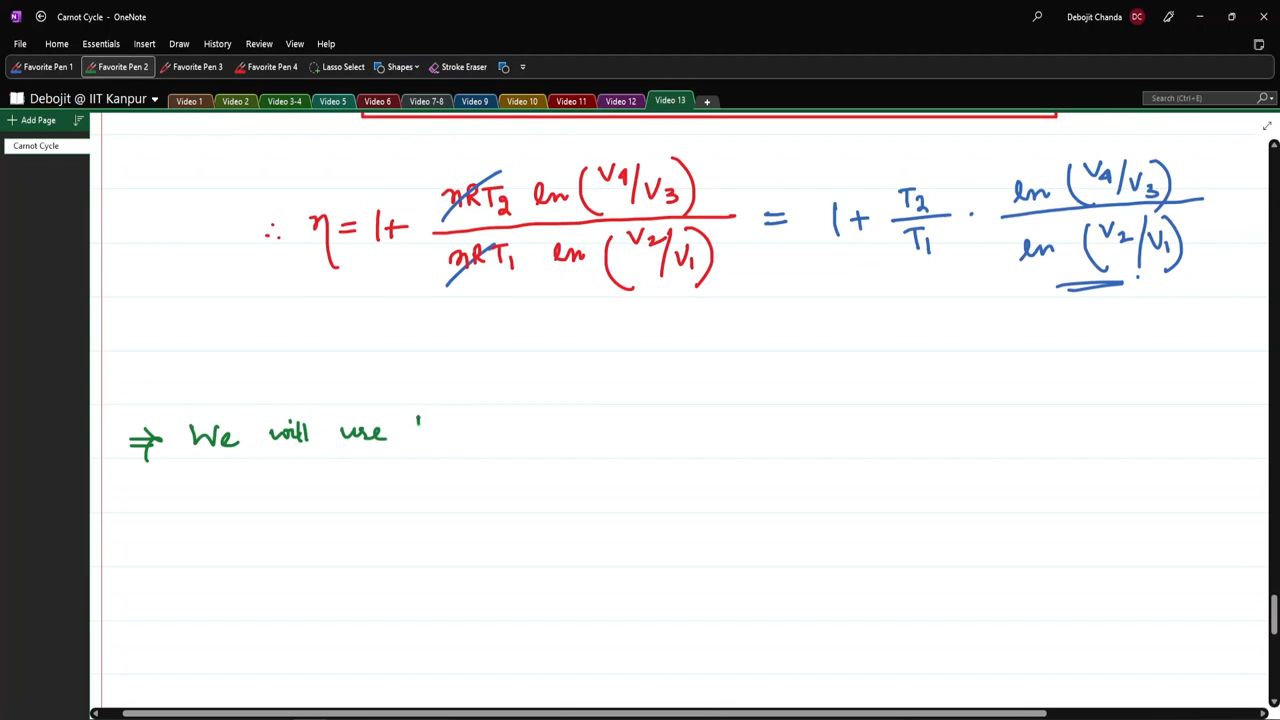 Carnot Cycle - OneNote
Debojit Chanda DC
File Home Essentials Insert Draw History Review View Help
Favorite Pen 1 Favorite Pen 2 Favorite Pen 3 Favorite Pen 4 Lasso Select Shapes Stroke Eraser
Debojit @ IIT Kanpur Video 1 Video 2 Video 3-4 Video 5 Video 6 Video 7-8 Video 9 Video 10 Video 11 Video 12 Video 13 + Search (Ctrl+E)
+ Add Page
Carnot Cycle
∴ η = 1 + nRT₂ ln (V₄/V₃) / nRT₁ ln (V₂/V₁) = 1 + T₂/T₁ · ln (V₄/V₃) / ln (V₂/V₁)
⇒ We will use '